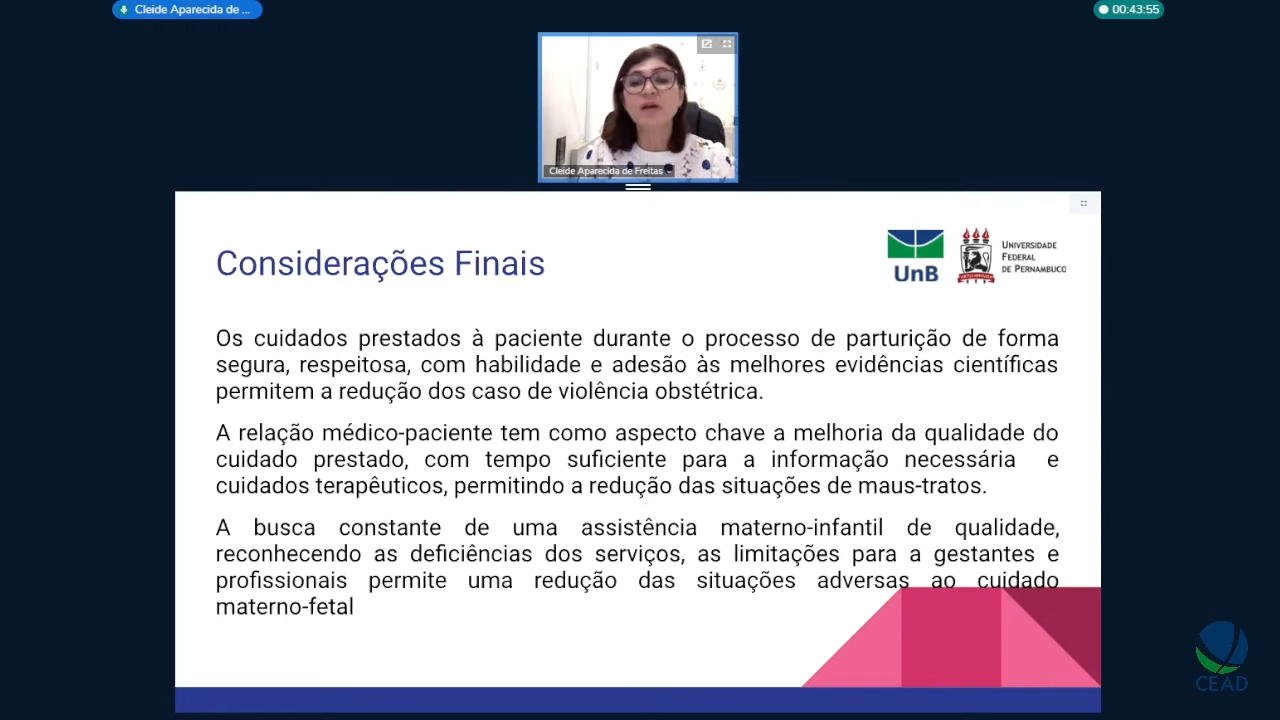 Cleide Aparecida de ...
00:43:55
Cleide Aparecida de Freitas
Considerações Finais
UnB
UNIVERSIDADE
FEDERAL
DE PERNAMBUCO
Os cuidados prestados à paciente durante o processo de parturição de forma
segura, respeitosa, com habilidade e adesão às melhores evidências científicas
permitem a redução dos caso de violência obstétrica.
A relação médico-paciente tem como aspecto chave a melhoria da qualidade do
cuidado prestado, com tempo suficiente para a informação necessária e
cuidados terapêuticos, permitindo a redução das situações de maus-tratos.
A busca constante de uma assistência materno-infantil de qualidade,
reconhecendo as deficiências dos serviços, as limitações para a gestantes e
profissionais permite uma redução das situações adversas ao cuidado
materno-fetal
CEAD